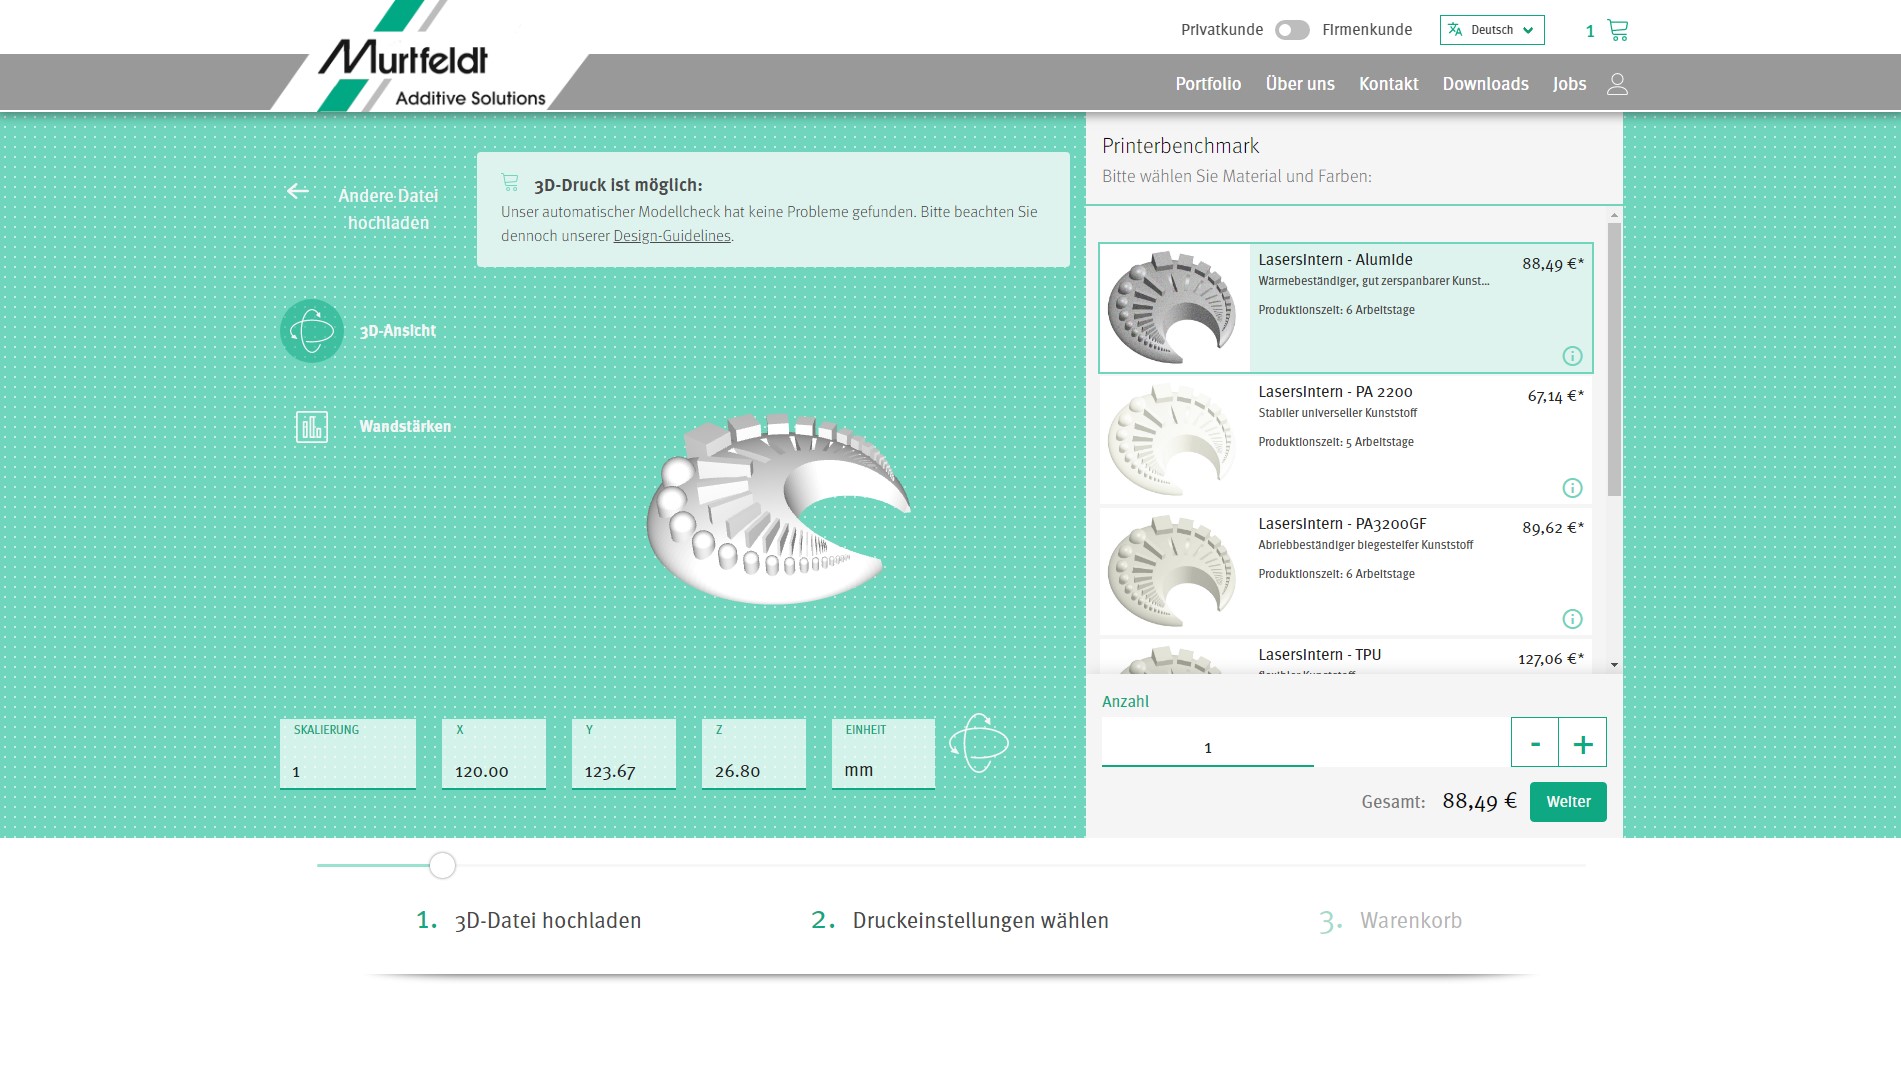 Privatkunde
Firmenkunde
Deutsch
1
Murtfeldt
Additive Solutions
Portfolio
Über uns
Kontakt
Downloads
Jobs
Andere Datei
hochladen
3D-Druck ist möglich:
Unser automatischer Modellcheck hat keine Probleme gefunden. Bitte beachten Sie
dennoch unserer Design-Guidelines.
3D-Ansicht
Wandstärken
SKALIERUNG
1
X
120.00
Y
123.67
Z
26.80
EINHEIT
mm
Printerbenchmark
Bitte wählen Sie Material und Farben:
LasersIntern - Alumide
88,49 €*
Wärmebeständiger, gut zerspanbarer Kunst...
Produktionszeit: 6 Arbeitstage
LasersIntern - PA 2200
67,14 €*
Stabiler universeller Kunststoff
Produktionszeit: 5 Arbeitstage
LasersIntern - PA3200GF
89,62 €*
Abriebbeständiger biegesteifer Kunststoff
Produktionszeit: 6 Arbeitstage
LasersIntern - TPU
127,06 €*
Anzahl
1
-
+
Gesamt: 88,49 €
Weiter
1. 3D-Datei hochladen
2. Druckeinstellungen wählen
3. Warenkorb